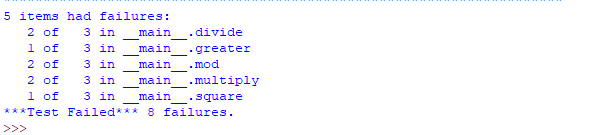 5 items had failures:
   2 of   3 in __main__.divide
   1 of   3 in __main__.greater
   2 of   3 in __main__.mod
   2 of   3 in __main__.multiply
   1 of   3 in __main__.square
***Test Failed*** 8 failures.
>>>